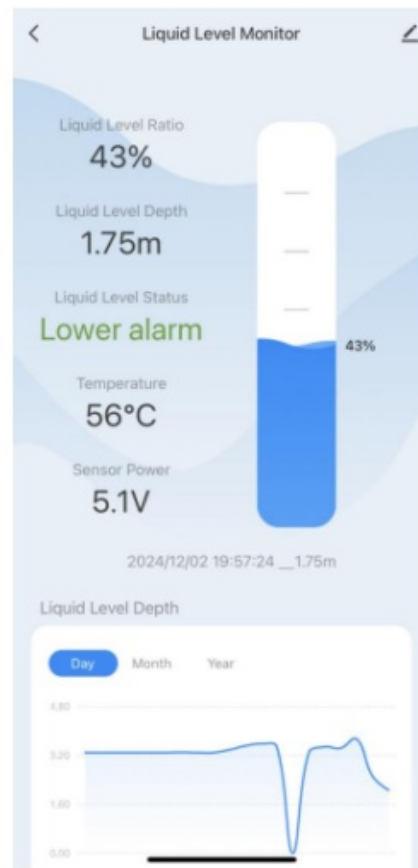 Liquid Level Monitor
Liquid Level Ratio
43%
Liquid Level Depth
1.75m
Liquid Level Status
Lower alarm
43%
Temperature
56°C
Sensor Power
5.1V
2024/12/02 19:57:24 __1.75m
Liquid Level Depth
Day Month Year
4.80
3.20
1.60
0.00